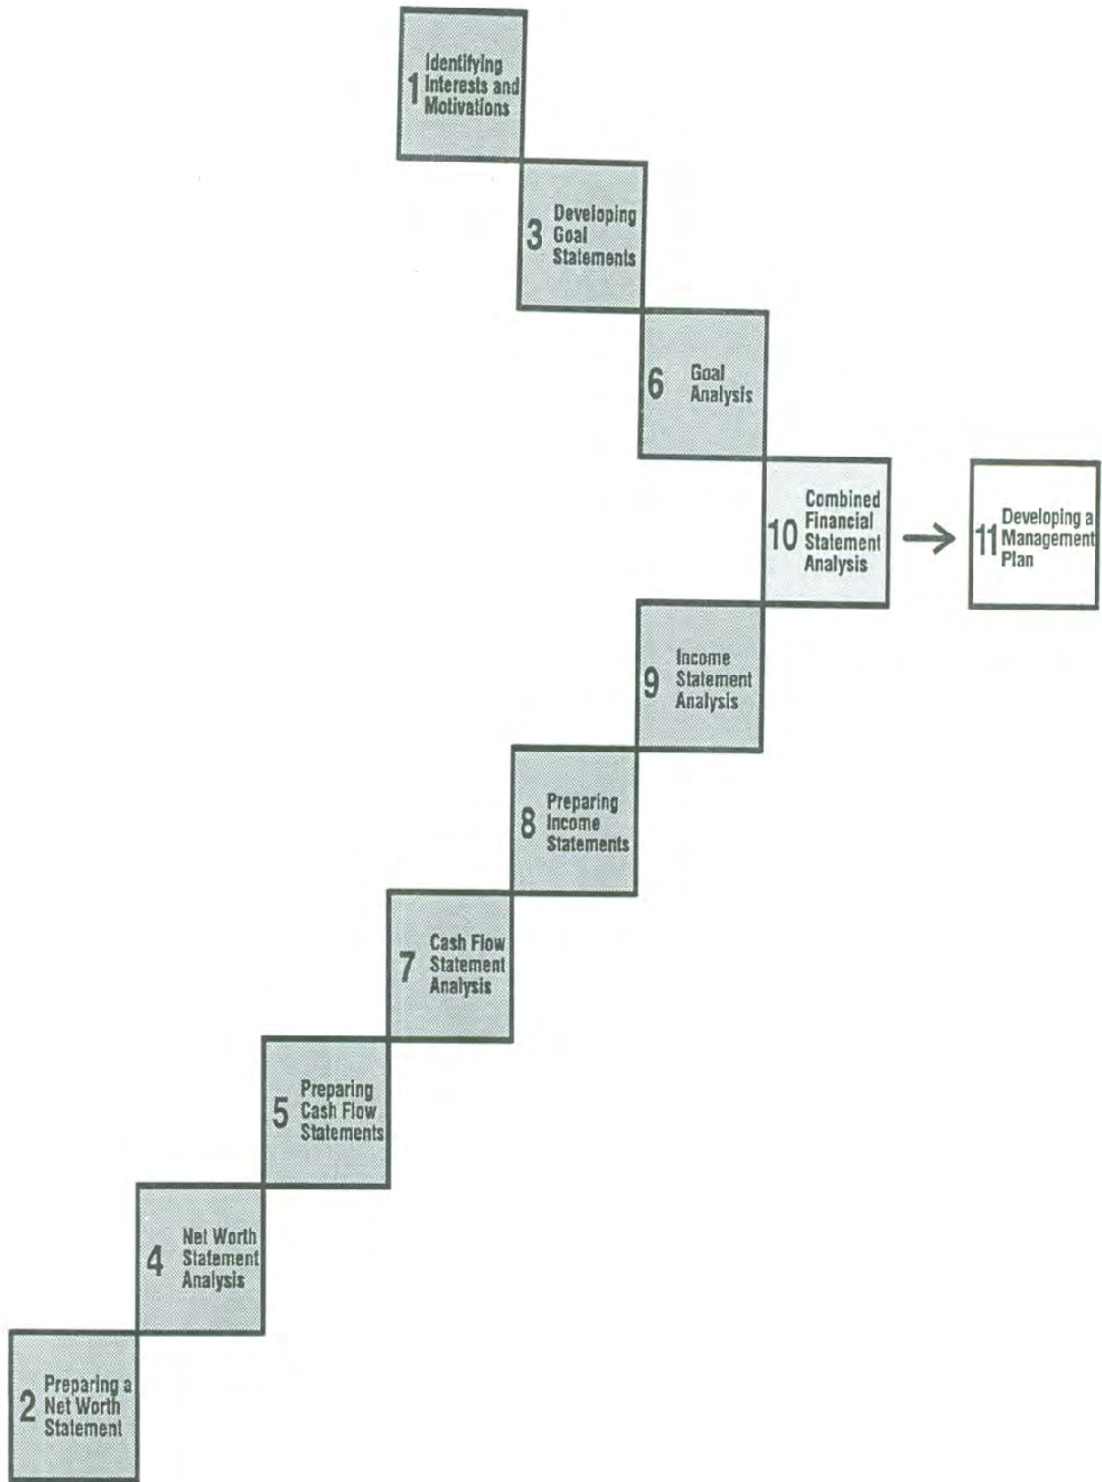 1 Identifying
Interests and
Motivations
3 Developing
Goal
Statements
6 Goal
Analysis
10 Combined
Financial
Statement
Analysis
11 Developing a
Management
Plan
9 Income
Statement
Analysis
8 Preparing
Income
Statements
7 Cash Flow
Statement
Analysis
5 Preparing
Cash Flow
Statements
4 Net Worth
Statement
Analysis
2 Preparing a
Net Worth
Statement